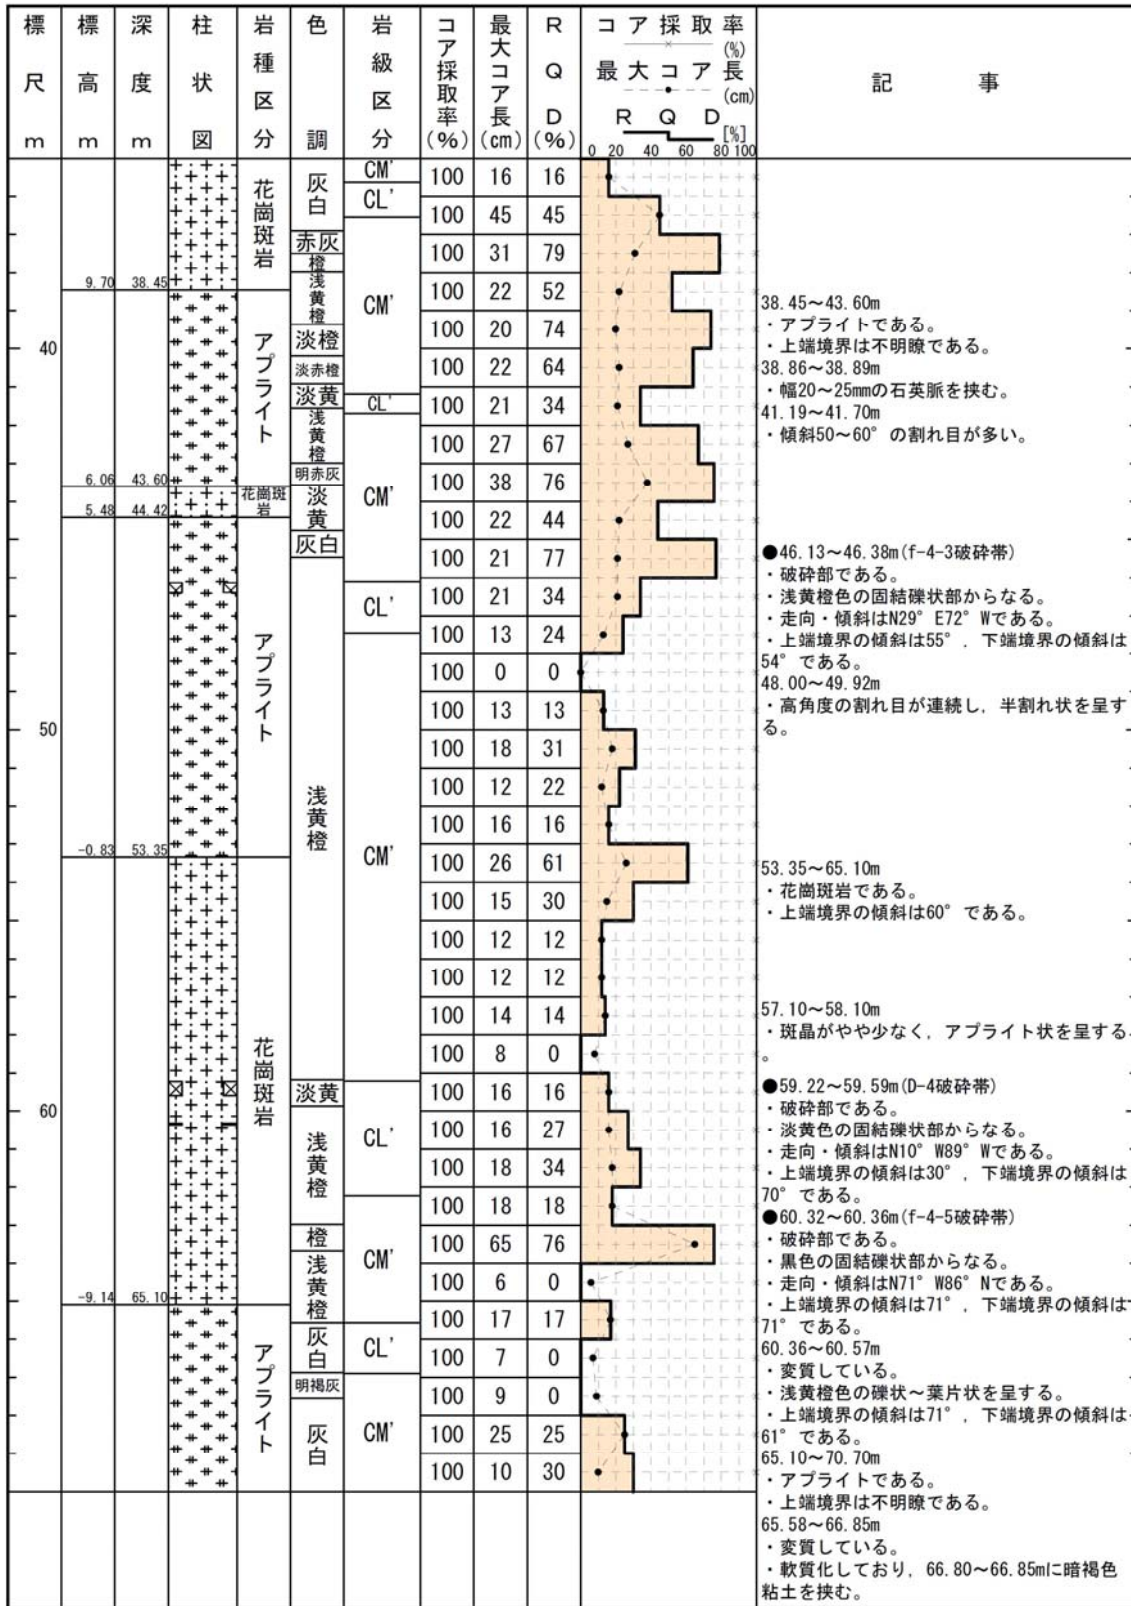 標尺m
標高m
深度m
柱状図
岩種区分
色調
岩級区分
コア採取率(%)
最大コア長(cm)
RQD(%)
コア採取率
(%)
最大コア長
(cm)
RQD
[%]
0 20 40 60 80 100
記事
40
50
60
9.70 38.45
6.06 43.60
5.48 44.42
-0.83 53.35
-9.14 65.10
花崗斑岩
アプライト
花崗斑岩
アプライト
花崗斑岩
アプライト
灰白
赤灰
橙
浅黄橙
淡橙
淡赤橙
淡黄
浅黄橙
明赤灰
淡黄
灰白
浅黄橙
淡黄
浅黄橙
橙
浅黄橙
灰白
明褐灰
灰白
CM'
CL'
CM'
CL'
CM'
CL'
CM'
CL'
CM'
CL'
CM'
100 16 16
100 45 45
100 31 79
100 22 52
100 20 74
100 22 64
100 21 34
100 27 67
100 38 76
100 22 44
100 21 77
100 21 34
100 13 24
100 0 0
100 13 13
100 18 31
100 12 22
100 16 16
100 26 61
100 15 30
100 12 12
100 12 12
100 14 14
100 8 0
100 16 16
100 16 27
100 18 34
100 18 18
100 65 76
100 6 0
100 17 17
100 7 0
100 9 0
100 25 25
100 10 30
38.45～43.60m
・アプライトである。
・上端境界は不明瞭である。
38.86～38.89m
・幅20～25mmの石英脈を挟む。
41.19～41.70m
・傾斜50～60°の割れ目が多い。
●46.13～46.38m(f-4-3破砕帯)
・破砕部である。
・浅黄橙色の固結礫状部からなる。
・走向・傾斜はN29°E72°Wである。
・上端境界の傾斜は55°，下端境界の傾斜は
54°である。
48.00～49.92m
・高角度の割れ目が連続し，半割れ状を呈す
る。
53.35～65.10m
・花崗斑岩である。
・上端境界の傾斜は60°である。
57.10～58.10m
・斑晶がやや少なく，アプライト状を呈する
。
●59.22～59.59m(D-4破砕帯)
・破砕部である。
・淡黄色の固結礫状部からなる。
・走向・傾斜はN10°W89°Wである。
・上端境界の傾斜は30°，下端境界の傾斜は
70°である。
●60.32～60.36m(f-4-5破砕帯)
・破砕部である。
・黒色の固結礫状部からなる。
・走向・傾斜はN71°W86°Nである。
・上端境界の傾斜は71°，下端境界の傾斜は
71°である。
60.36～60.57m
・変質している。
・浅黄橙色の礫状～葉片状を呈する。
・上端境界の傾斜は71°，下端境界の傾斜は
61°である。
65.10～70.70m
・アプライトである。
・上端境界は不明瞭である。
65.58～66.85m
・変質している。
・軟質化しており，66.80～66.85mに暗褐色
粘土を挟む。